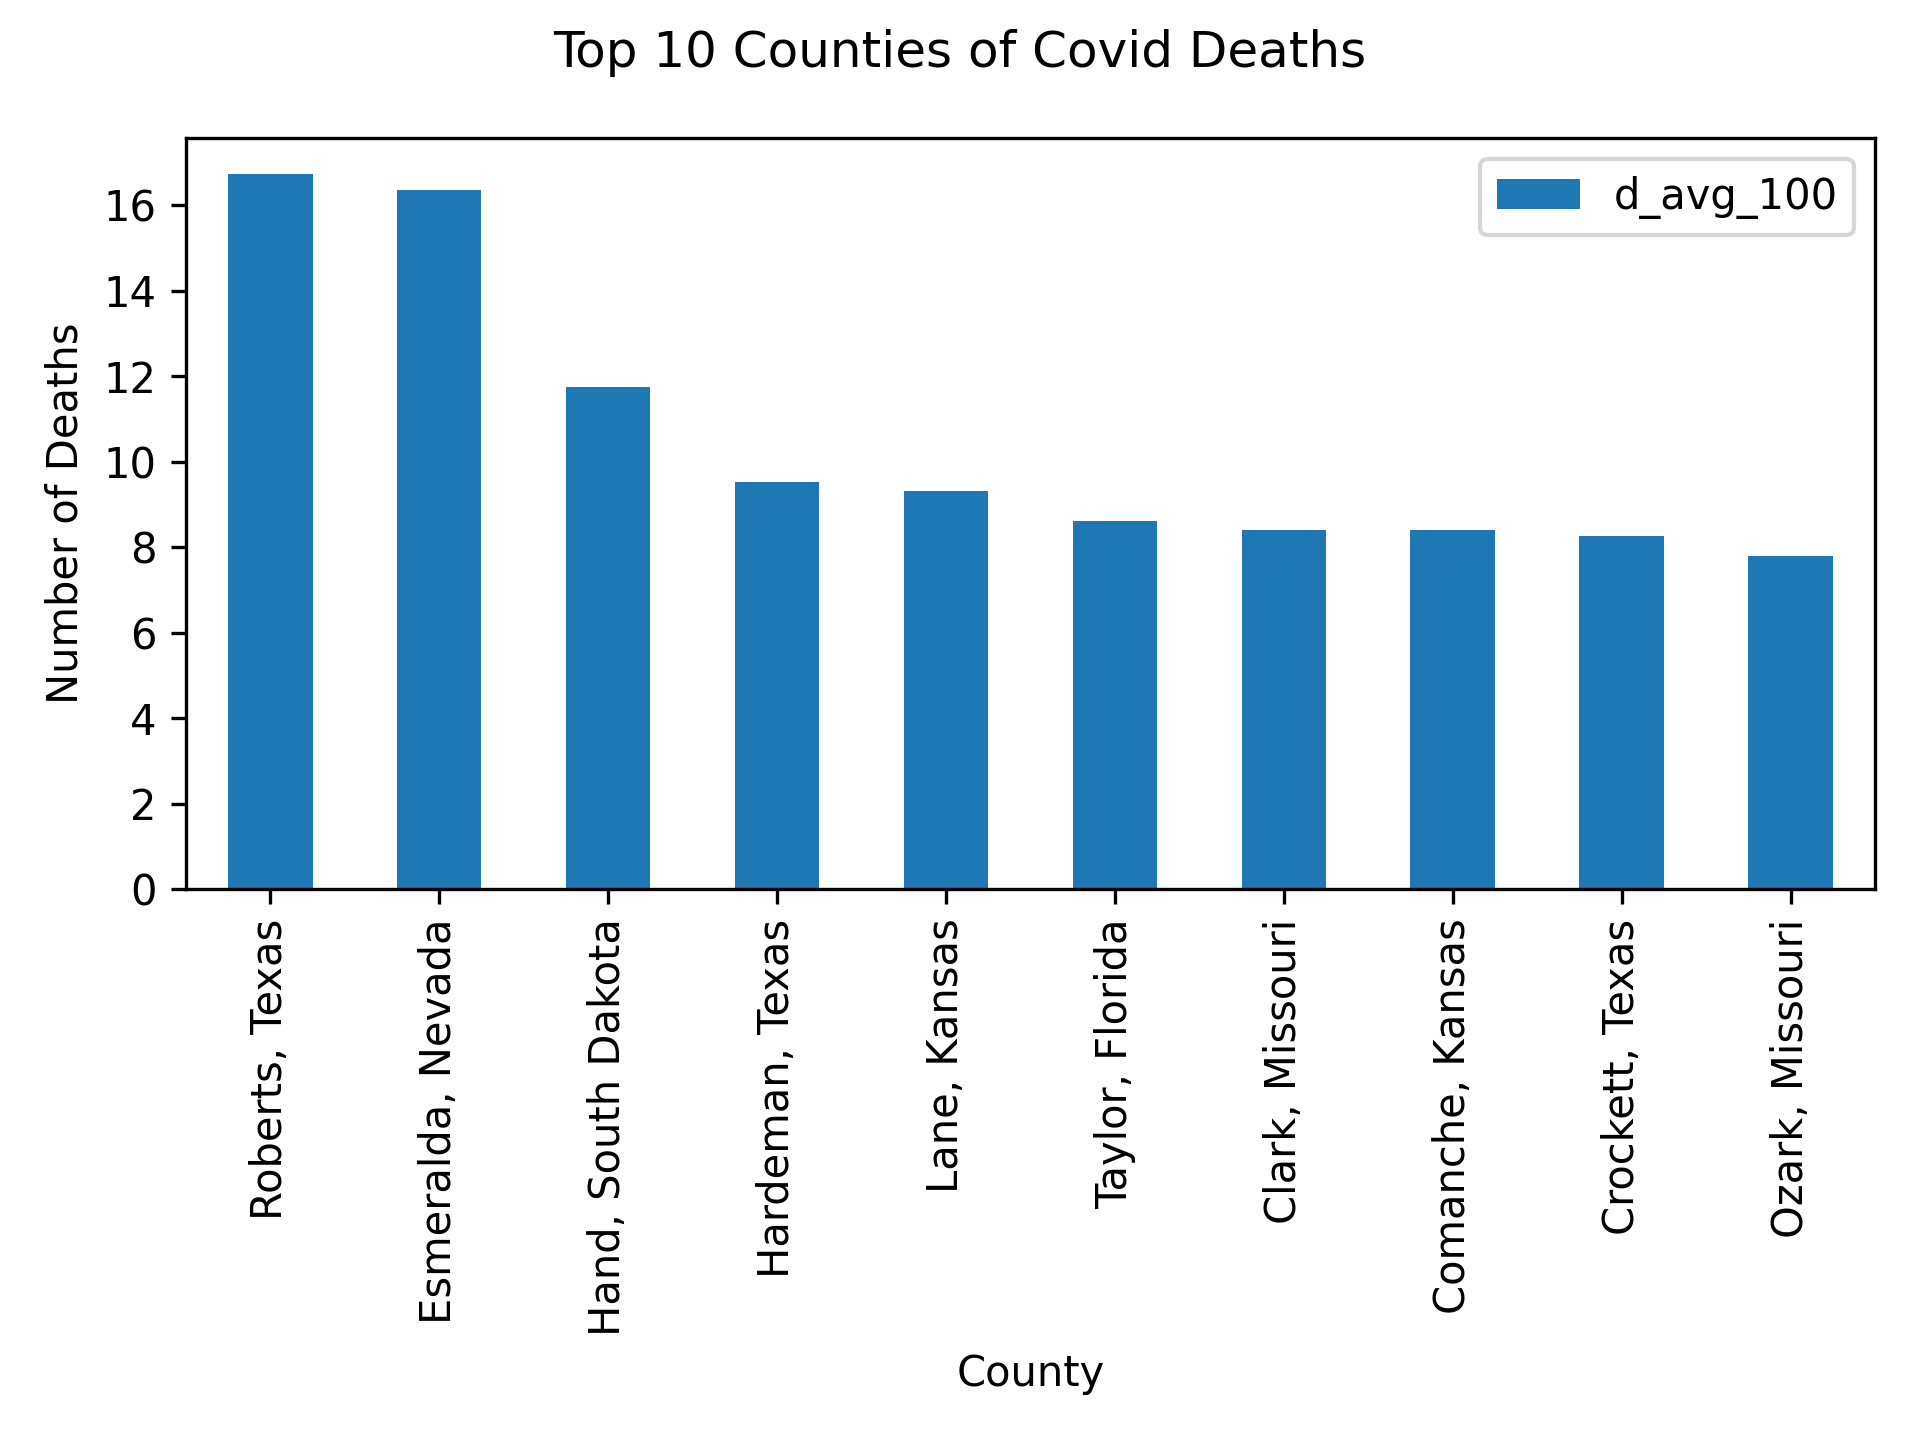 Top 10 Counties of Covid Deaths
d_avg_100
Number of Deaths
16
14
12
10
8
6
4
2
0
Roberts, Texas
Esmeralda, Nevada
Hand, South Dakota
Hardeman, Texas
Lane, Kansas
Taylor, Florida
Clark, Missouri
Comanche, Kansas
Crockett, Texas
Ozark, Missouri
County